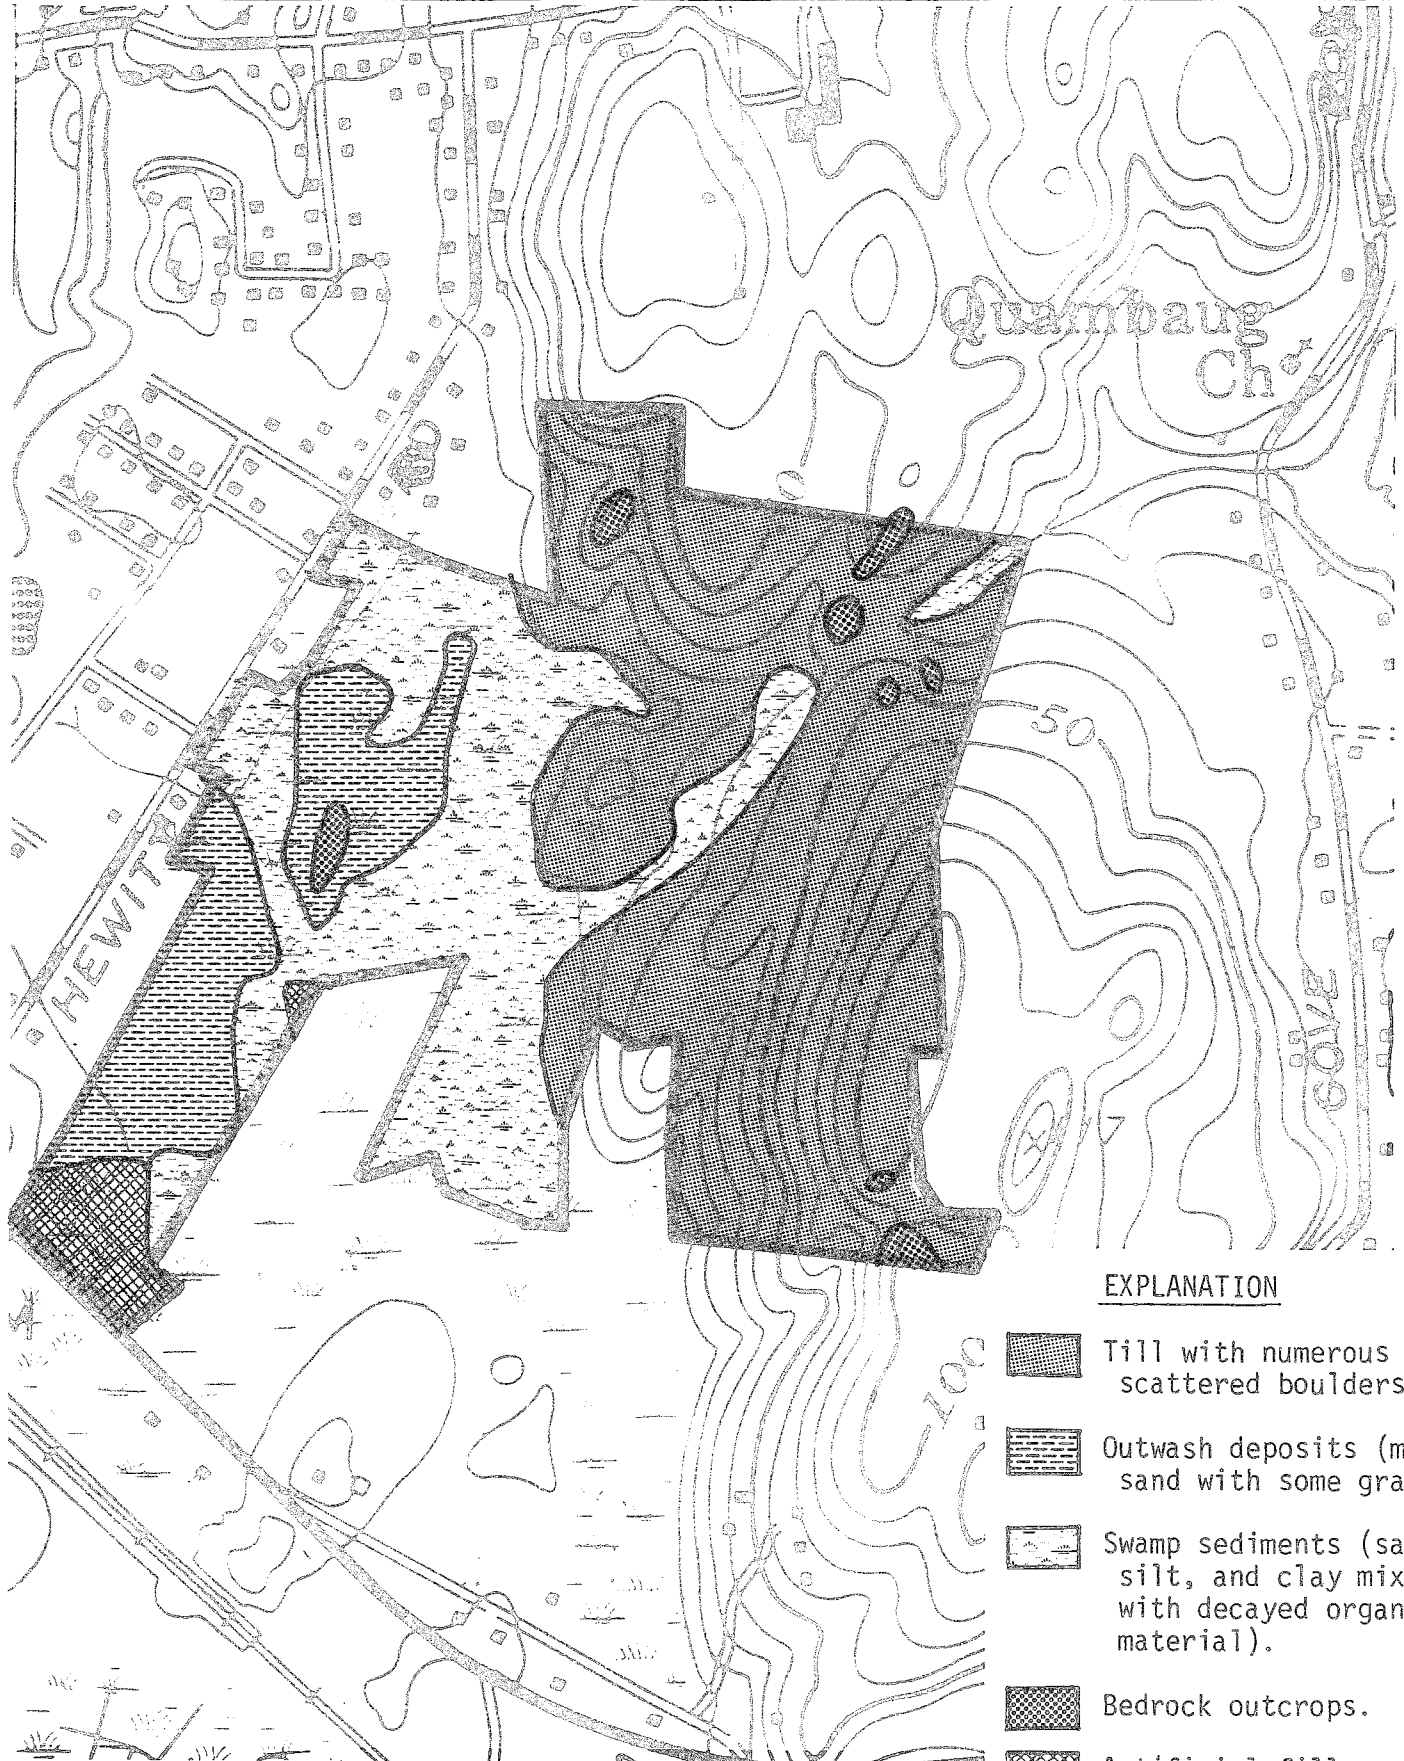 Quambaug
Ch
50
HEWITT
COVE
EXPLANATION
Till with numerous
scattered boulders
100
Outwash deposits (m
sand with some gra
Swamp sediments (sa
silt, and clay mix
with decayed organ
material).
Bedrock outcrops.